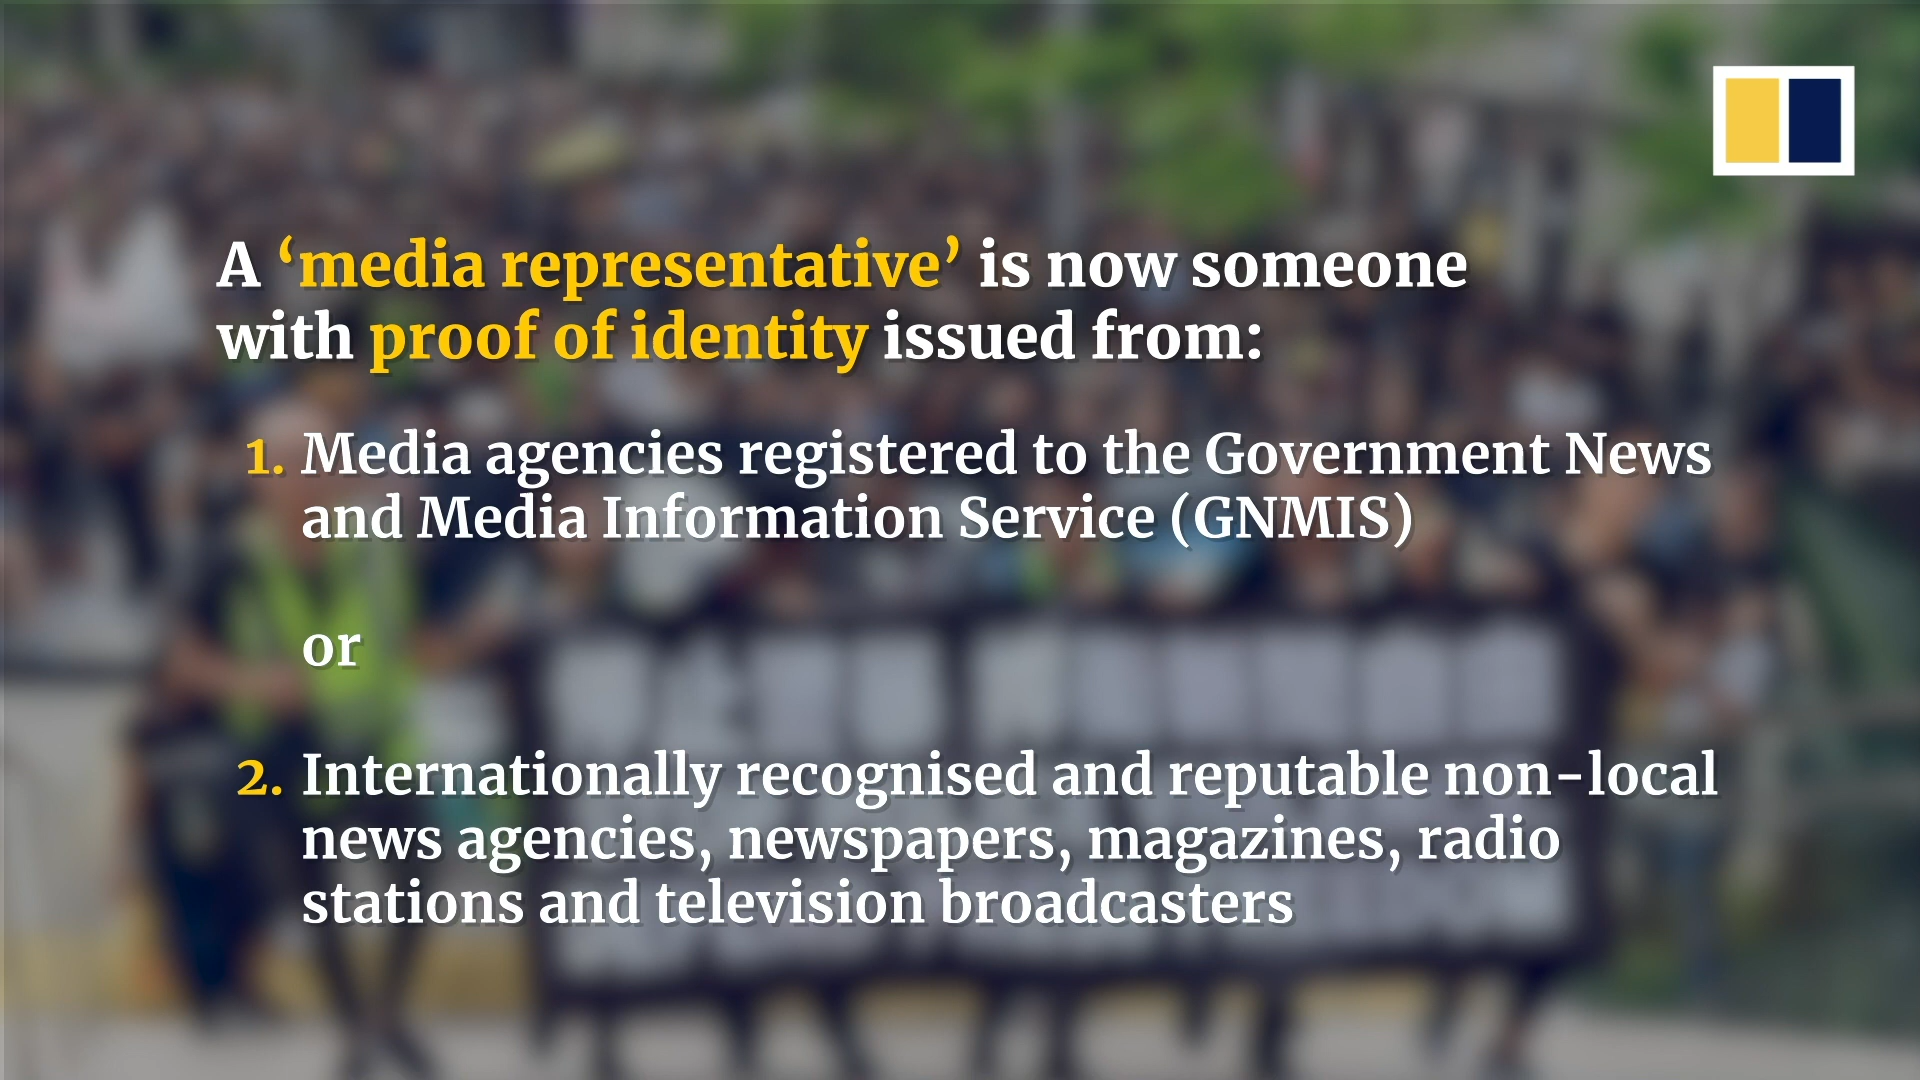 A ‘media representative’ is now someone
with proof of identity issued from:
1. Media agencies registered to the Government News
and Media Information Service (GNMIS)
or
2. Internationally recognised and reputable non-local
news agencies, newspapers, magazines, radio
stations and television broadcasters